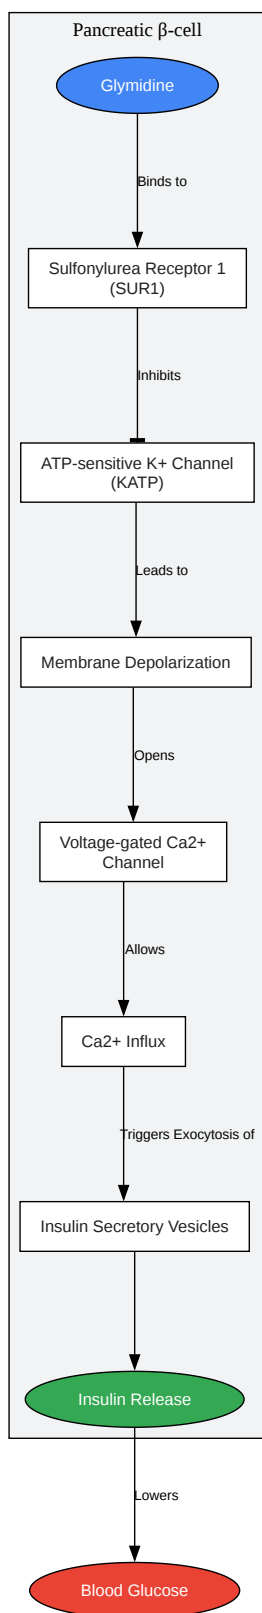 Pancreatic β-cell
Glymidine
Binds to
Sulfonylurea Receptor 1
(SUR1)
Inhibits
ATP-sensitive K+ Channel
(KATP)
Leads to
Membrane Depolarization
Opens
Voltage-gated Ca2+
Channel
Allows
Ca2+ Influx
Triggers Exocytosis of
Insulin Secretory Vesicles
Insulin Release
Lowers
Blood Glucose